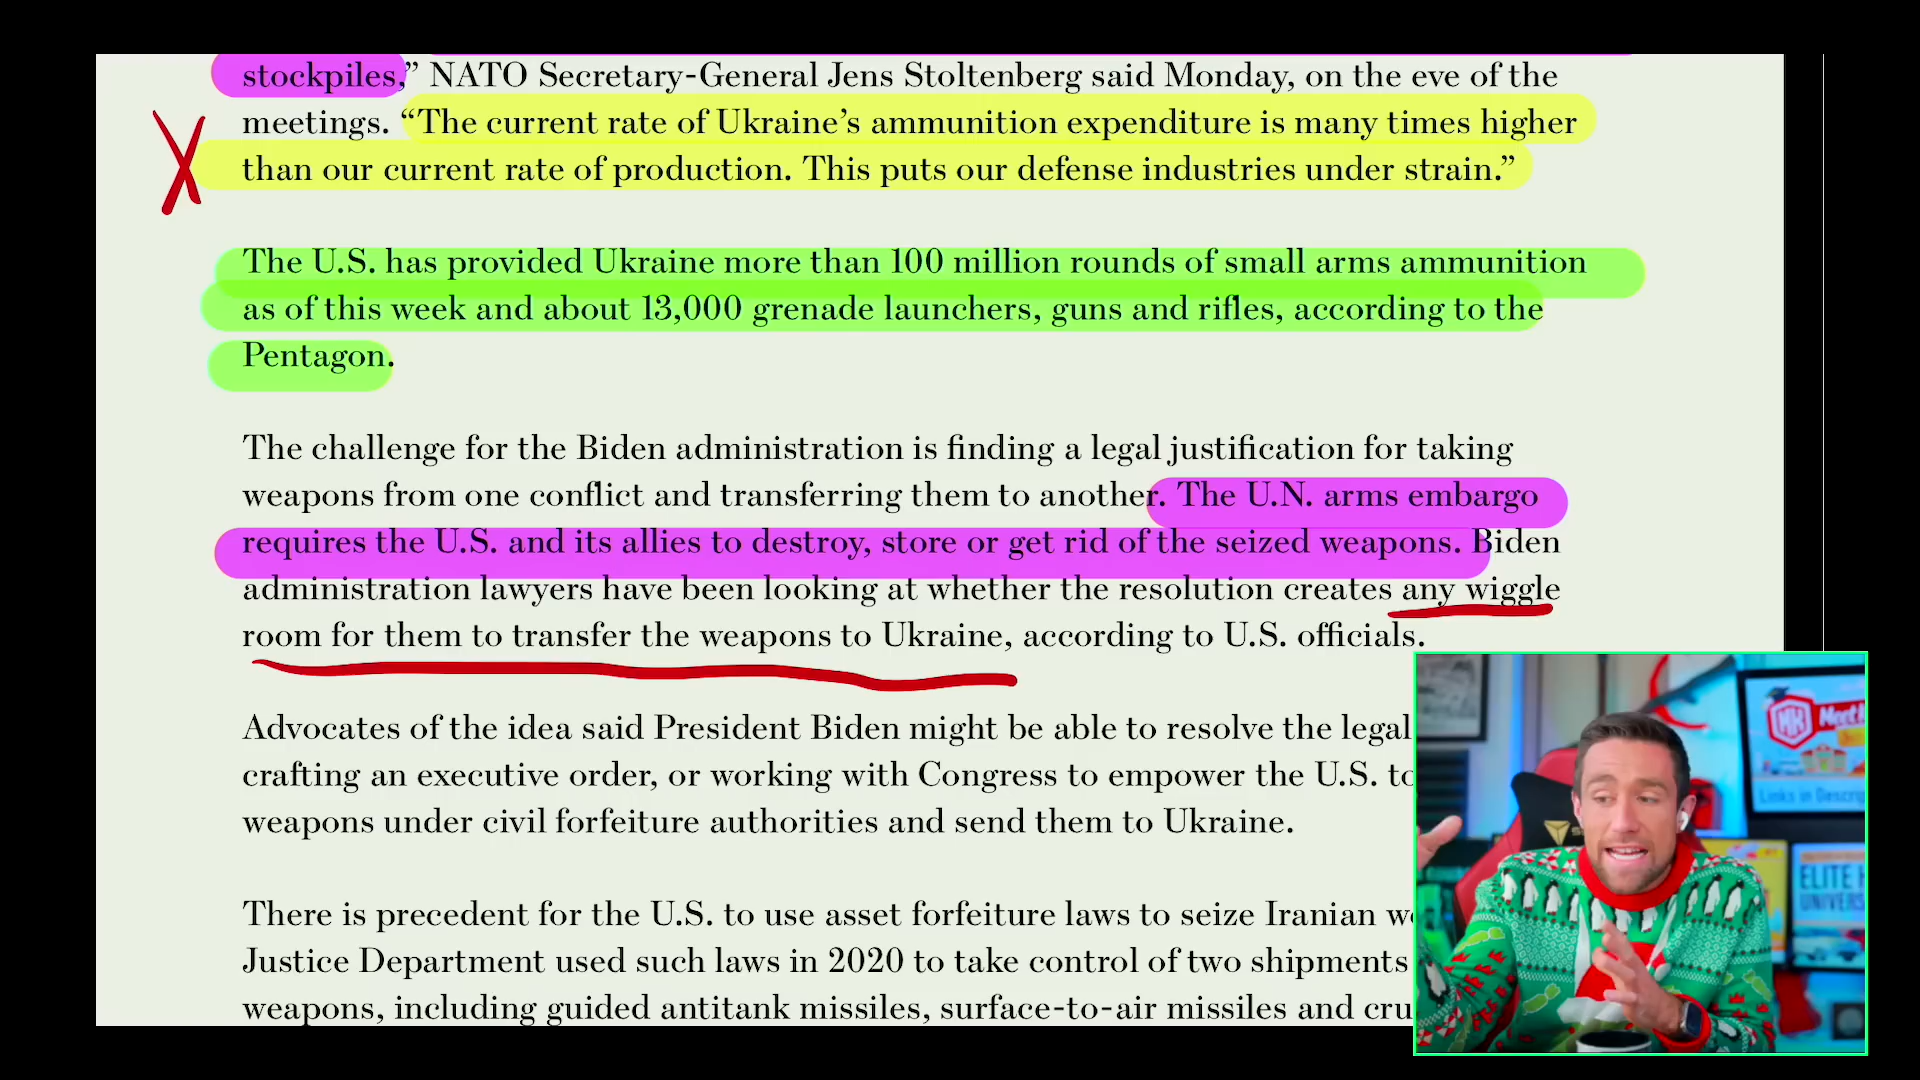 stockpiles,” NATO Secretary-General Jens Stoltenberg said Monday, on the eve of the
meetings. “The current rate of Ukraine’s ammunition expenditure is many times higher
than our current rate of production. This puts our defense industries under strain.”
The U.S. has provided Ukraine more than 100 million rounds of small arms ammunition
as of this week and about 13,000 grenade launchers, guns and rifles, according to the
Pentagon.
The challenge for the Biden administration is finding a legal justification for taking
weapons from one conflict and transferring them to another. The U.N. arms embargo
requires the U.S. and its allies to destroy, store or get rid of the seized weapons. Biden
administration lawyers have been looking at whether the resolution creates any wiggle
room for them to transfer the weapons to Ukraine, according to U.S. officials.
Advocates of the idea said President Biden might be able to resolve the legal
crafting an executive order, or working with Congress to empower the U.S. to
weapons under civil forfeiture authorities and send them to Ukraine.
There is precedent for the U.S. to use asset forfeiture laws to seize Iranian
Justice Department used such laws in 2020 to take control of two shipments
weapons, including guided antitank missiles, surface-to-air missiles and
MK Meet
Links in
ELITE